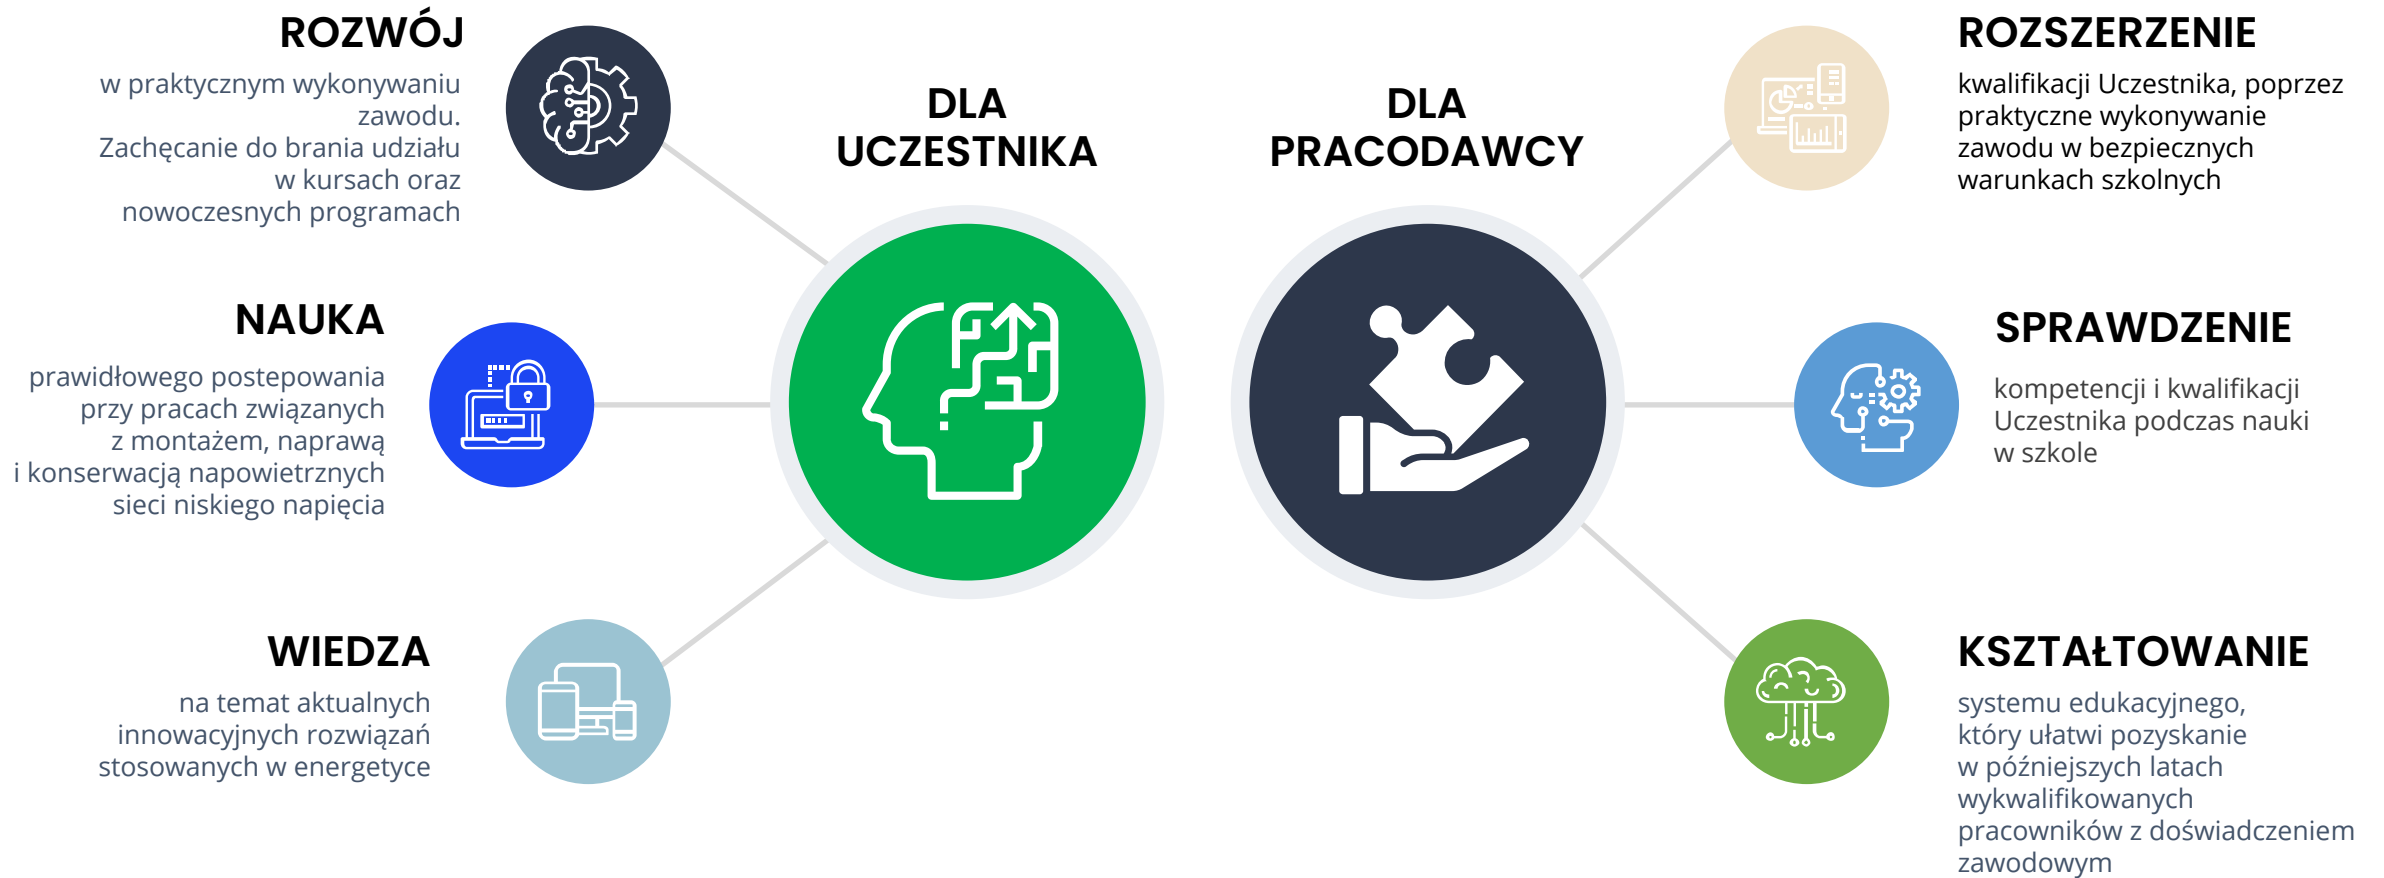 ROZWÓJ
w praktycznym wykonywaniu
zawodu.
Zachęcanie do brania udziału
w kursach oraz
nowoczesnych programach
NAUKA
prawidłowego postepowania
przy pracach związanych
z montażem, naprawą
i konserwacją napowietrznych
sieci niskiego napięcia
WIEDZA
na temat aktualnych
innowacyjnych rozwiązań
stosowanych w energetyce
DLA
UCZESTNIKA
DLA
PRACODAWCY
ROZSZERZENIE
kwalifikacji Uczestnika, poprzez
praktyczne wykonywanie
zawodu w bezpiecznych
warunkach szkolnych
SPRAWDZENIE
kompetencji i kwalifikacji
Uczestnika podczas nauki
w szkole
KSZTAŁTOWANIE
systemu edukacyjnego,
który ułatwi pozyskanie
w późniejszych latach
wykwalifikowanych
pracowników z doświadczeniem
zawodowym